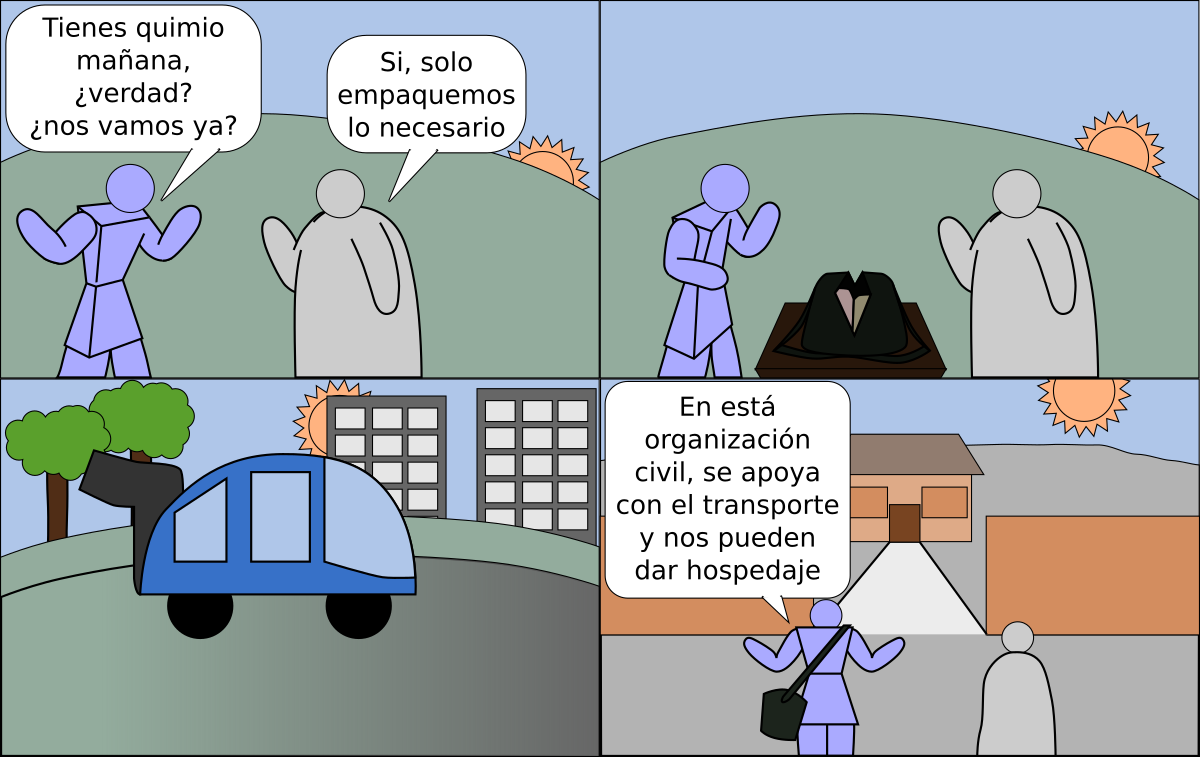 Tienes quimio
mañana,
¿verdad?
¿nos vamos ya?
Si, solo
empaquemos
lo necesario
En está
organización
civil, se apoya
con el transporte
y nos pueden
dar hospedaje